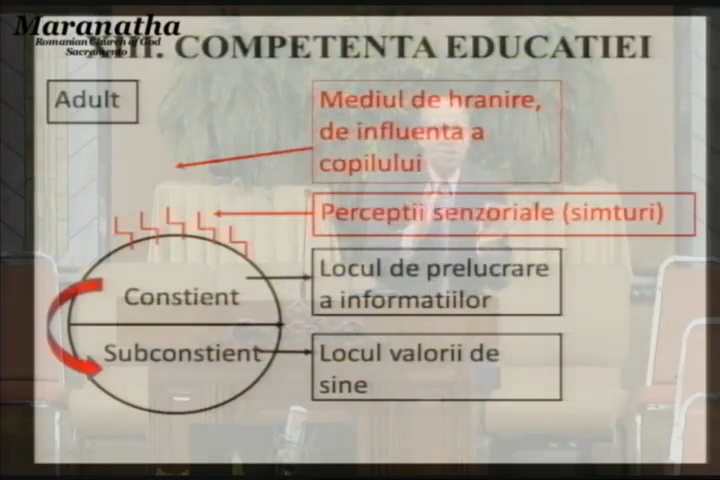 Maranatha
Romanian Church of God
Sacramento
II. COMPETENTA EDUCATIEI
Adult
Mediul de hranire,
de influenta a
copilului
Perceptii senzoriale (simturi)
Locul de prelucrare
a informatiilor
Constient
Subconstient
Locul valorii de
sine